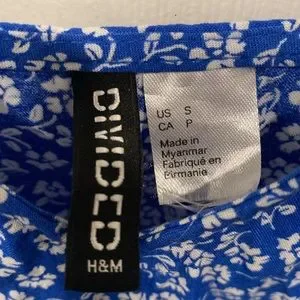 DIVIDED
H&M
US S
CA P
Made in
Myanmar
Fabriqué en
Birmanie